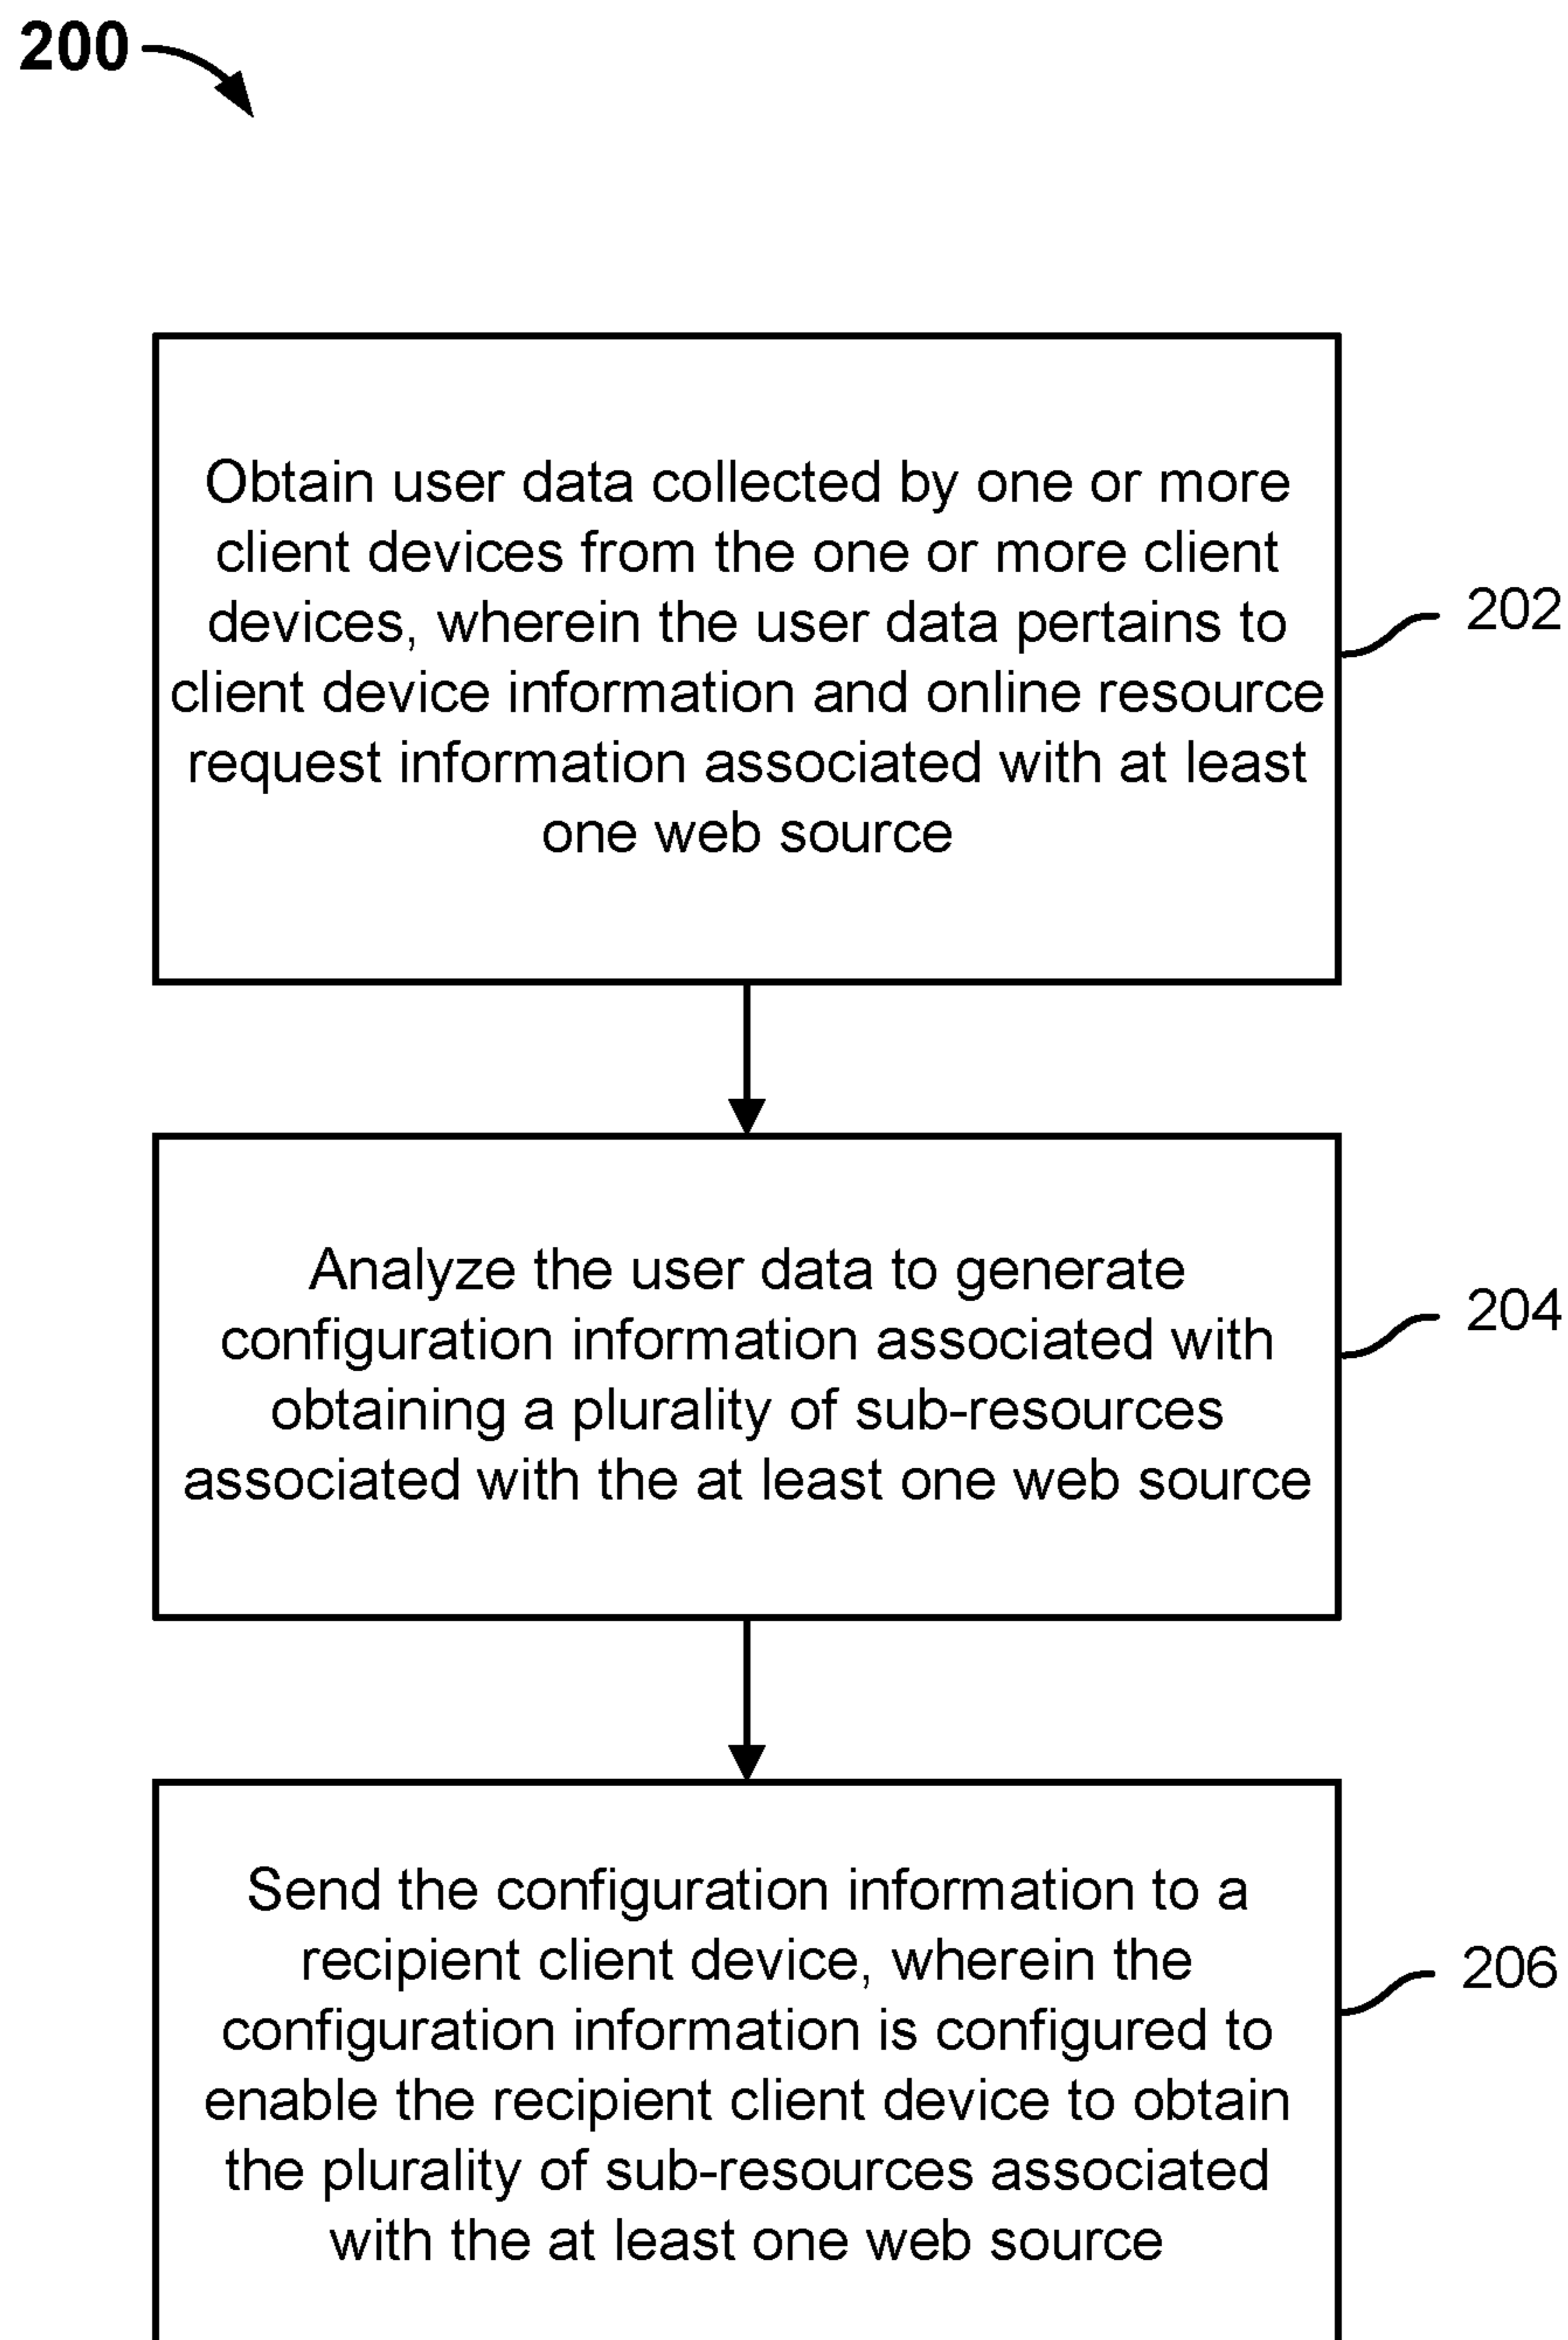 200
Obtain user data collected by one or more
client devices from the one or more client
devices, wherein the user data pertains to
client device information and online resource
request information associated with at least
one web source
202
Analyze the user data to generate
configuration information associated with
obtaining a plurality of sub-resources
associated with the at least one web source
204
Send the configuration information to a
recipient client device, wherein the
configuration information is configured to
enable the recipient client device to obtain
the plurality of sub-resources associated
with the at least one web source
206